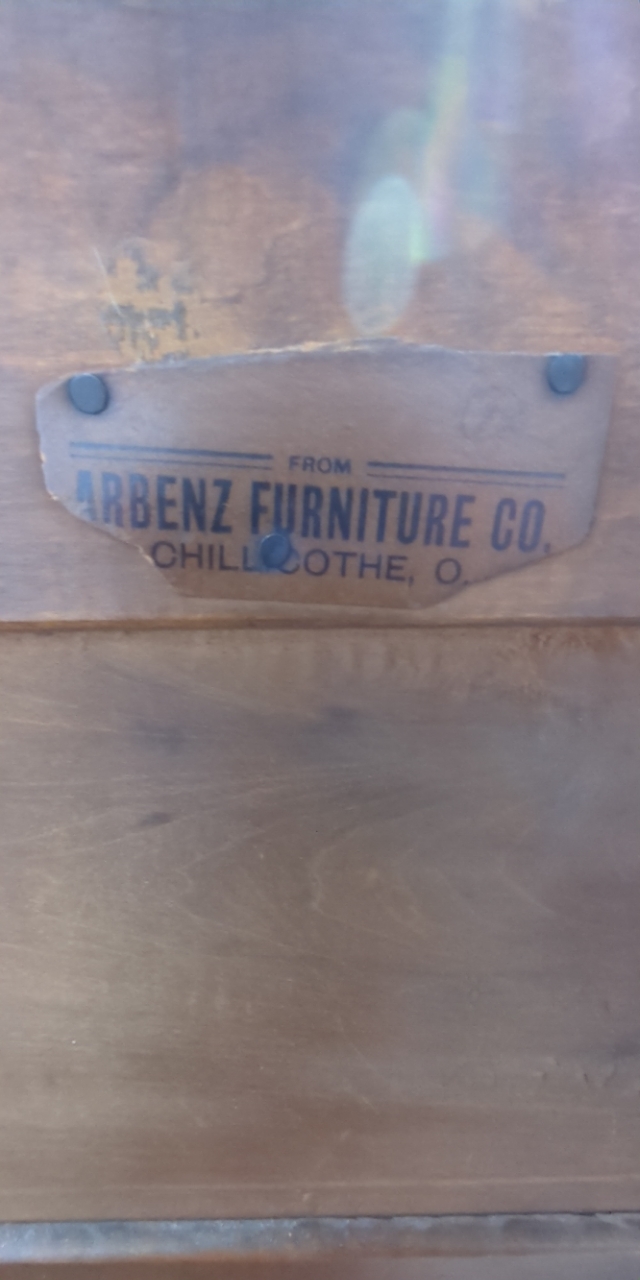 FROM
ARBENZ FURNITURE CO.
CHILLICOTHE, O.